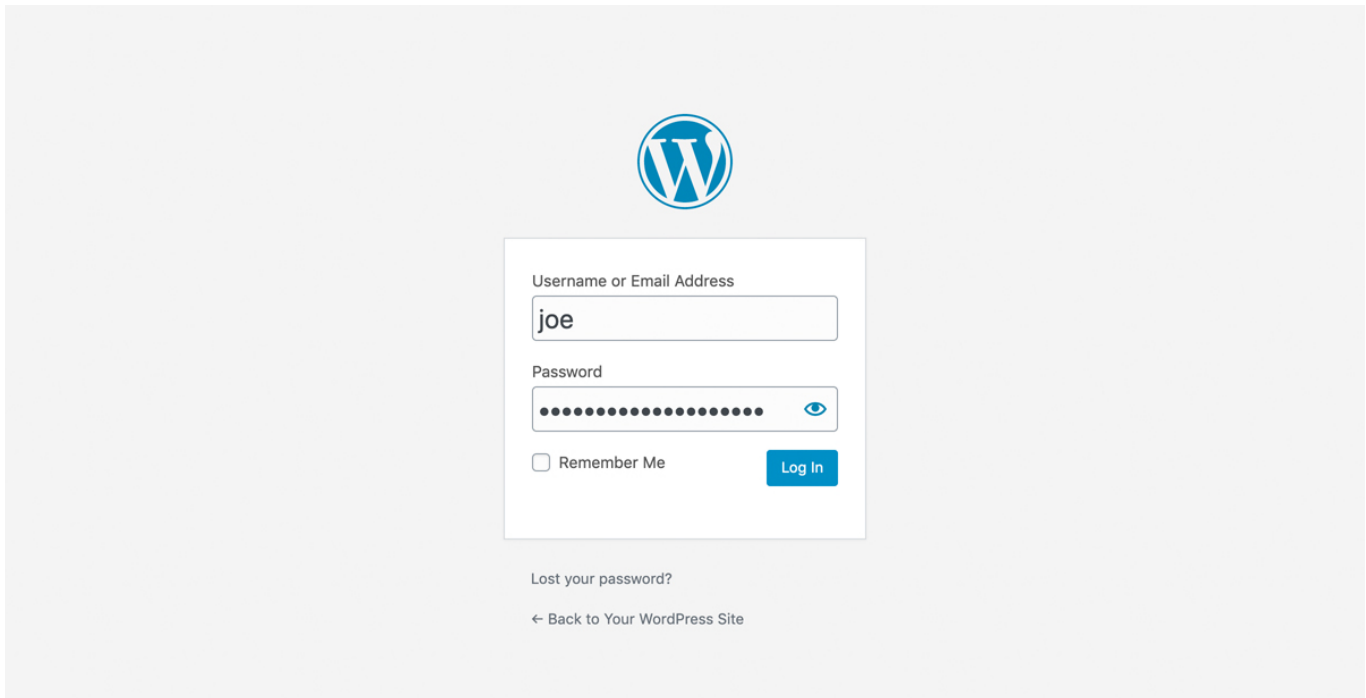 Username or Email Address
joe
Password
••••••••••••••••••••
Remember Me
Log In
Lost your password?
← Back to Your WordPress Site